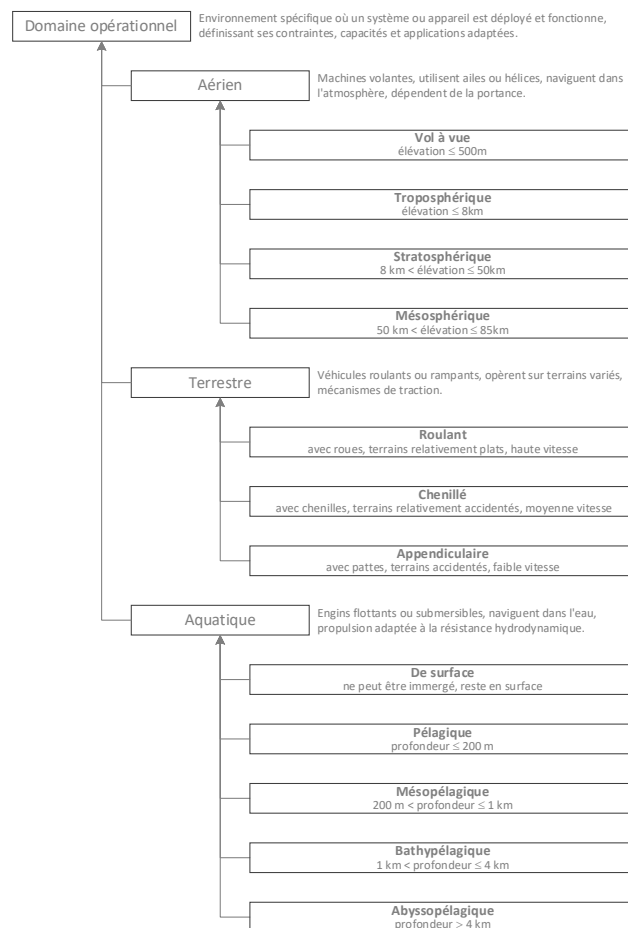 Domaine opérationnel
Environnement spécifique où un système ou appareil est déployé et fonctionne,
définissant ses contraintes, capacités et applications adaptées.
Aérien
Machines volantes, utilisent ailes ou hélices, naviguent dans
l'atmosphère, dépendent de la portance.
Vol à vue
élévation ≤ 500m
Troposphérique
élévation ≤ 8km
Stratosphérique
8 km < élévation ≤ 50km
Mésosphérique
50 km < élévation ≤ 85km
Terrestre
Véhicules roulants ou rampants, opèrent sur terrains variés,
mécanismes de traction.
Roulant
avec roues, terrains relativement plats, haute vitesse
Chenillé
avec chenilles, terrains relativement accidentés, moyenne vitesse
Appendiculaire
avec pattes, terrains accidentés, faible vitesse
Aquatique
Engins flottants ou submersibles, naviguent dans l'eau,
propulsion adaptée à la résistance hydrodynamique.
De surface
ne peut être immergé, reste en surface
Pélagique
profondeur ≤ 200 m
Mésopélagique
200 m < profondeur ≤ 1 km
Bathypélagique
1 km < profondeur ≤ 4 km
Abyssopélagique
profondeur > 4 km